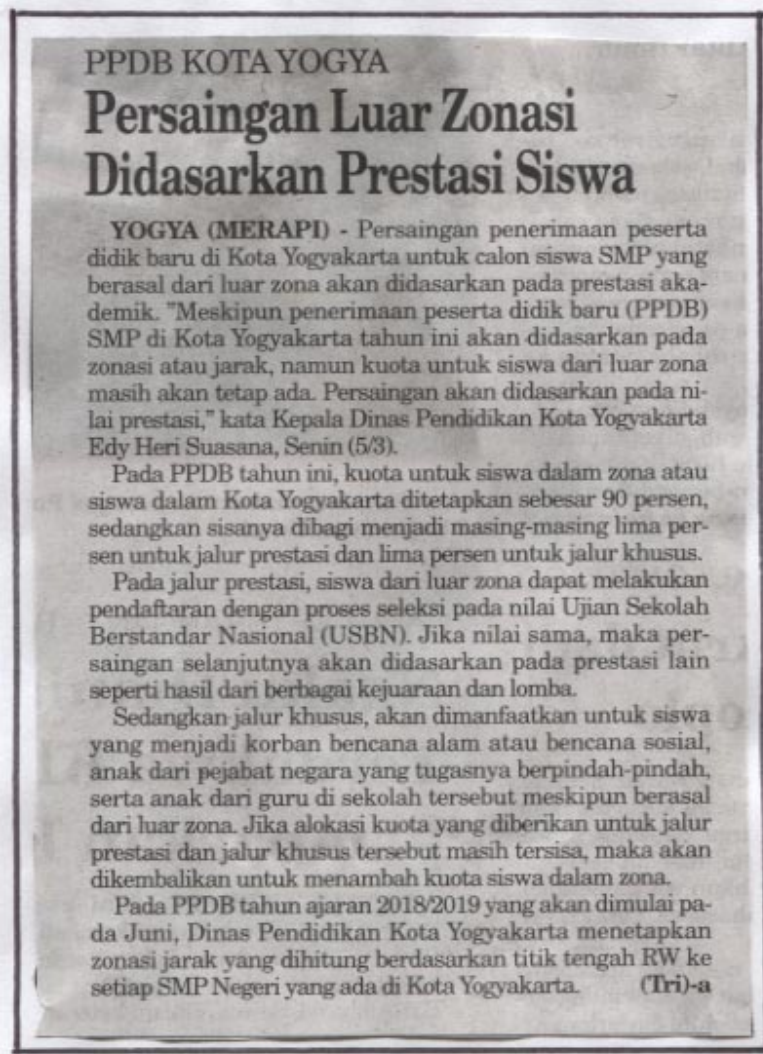 PPDB KOTA YOGYA
Persaingan Luar Zonasi
Didasarkan Prestasi Siswa
YOGYA (MERAPI) - Persaingan penerimaan peserta
didik baru di Kota Yogyakarta untuk calon siswa SMP yang
berasal dari luar zona akan didasarkan pada prestasi aka-
demik. "Meskipun penerimaan peserta didik baru (PPDB)
SMP di Kota Yogyakarta tahun ini akan didasarkan pada
zonasi atau jarak, namun kuota untuk siswa dari luar zona
masih akan tetap ada. Persaingan akan didasarkan pada ni-
lai prestasi," kata Kepala Dinas Pendidikan Kota Yogyakarta
Edy Heri Suasana, Senin (5/3).
Pada PPDB tahun ini, kuota untuk siswa dalam zona atau
siswa dalam Kota Yogyakarta ditetapkan sebesar 90 persen,
sedangkan sisanya dibagi menjadi masing-masing lima per-
sen untuk jalur prestasi dan lima persen untuk jalur khusus.
Pada jalur prestasi, siswa dari luar zona dapat melakukan
pendaftaran dengan proses seleksi pada nilai Ujian Sekolah
Berstandar Nasional (USBN). Jika nilai sama, maka per-
saingan selanjutnya akan didasarkan pada prestasi lain
seperti hasil dari berbagai kejuaraan dan lomba.
Sedangkan jalur khusus, akan dimanfaatkan untuk siswa
yang menjadi korban bencana alam atau bencana sosial,
anak dari pejabat negara yang tugasnya berpindah-pindah,
serta anak dari guru di sekolah tersebut meskipun berasal
dari luar zona. Jika alokasi kuota yang diberikan untuk jalur
prestasi dan jalur khusus tersebut masih tersisa, maka akan
dikembalikan untuk menambah kuota siswa dalam zona.
Pada PPDB tahun ajaran 2018/2019 yang akan dimulai pa-
da Juni, Dinas Pendidikan Kota Yogyakarta menetapkan
zonasi jarak yang dihitung berdasarkan titik tengah RW ke
setiap SMP Negeri yang ada di Kota Yogyakarta. (Tri)-a